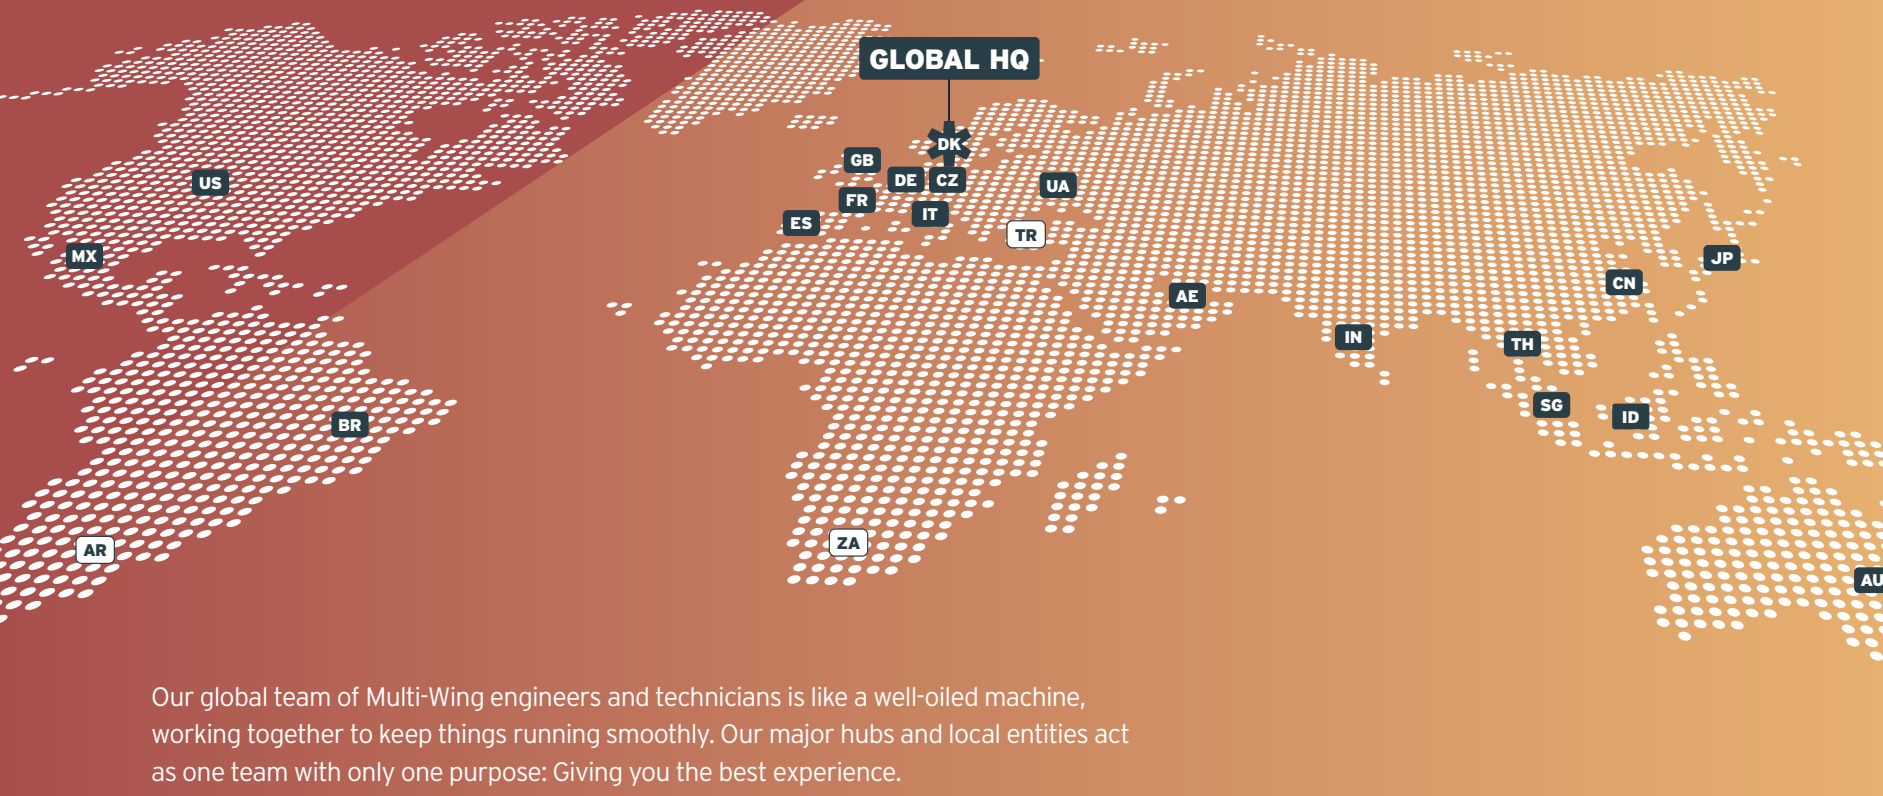 GLOBAL HQ
DK
GB
DE
CZ
US
UA
FR
IT
ES
TR
MX
JP
CN
AE
IN
TH
SG
ID
BR
ZA
AR
AU
Our global team of Multi-Wing engineers and technicians is like a well-oiled machine,
working together to keep things running smoothly. Our major hubs and local entities act
as one team with only one purpose: Giving you the best experience.